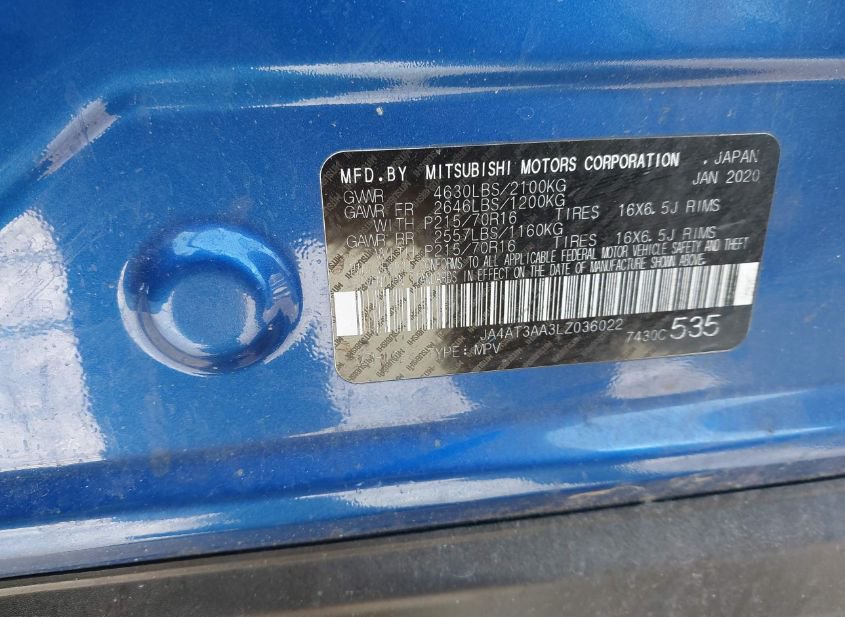 MFD.BY MITSUBISHI MOTORS CORPORATION . JAPAN
JAN 2020
GVWR 4630LBS/2100KG
GAWR FR 2646LBS/1200KG
WITH P215/70R16 TIRES 16X6.5J RIMS
GAWR RR 2557LBS/1160KG
P215/70R16 TIRES 16X6.5J RIMS
CONFORMS TO ALL APPLICABLE FEDERAL MOTOR VEHICLE SAFETY AND THEFT
STANDARDS IN EFFECT ON THE DATE OF MANUFACTURE SHOWN ABOVE.
JA4AT3AA3LZ036022 7430C 535
TYPE: MPV